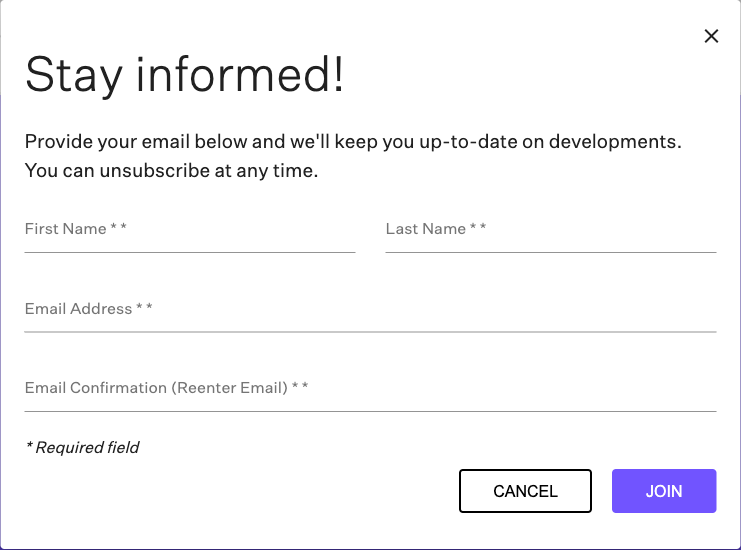 Stay informed!
Provide your email below and we'll keep you up-to-date on developments.
You can unsubscribe at any time.
First Name * *
Last Name * *
Email Address * *
Email Confirmation (Reenter Email) * *
* Required field
CANCEL
JOIN